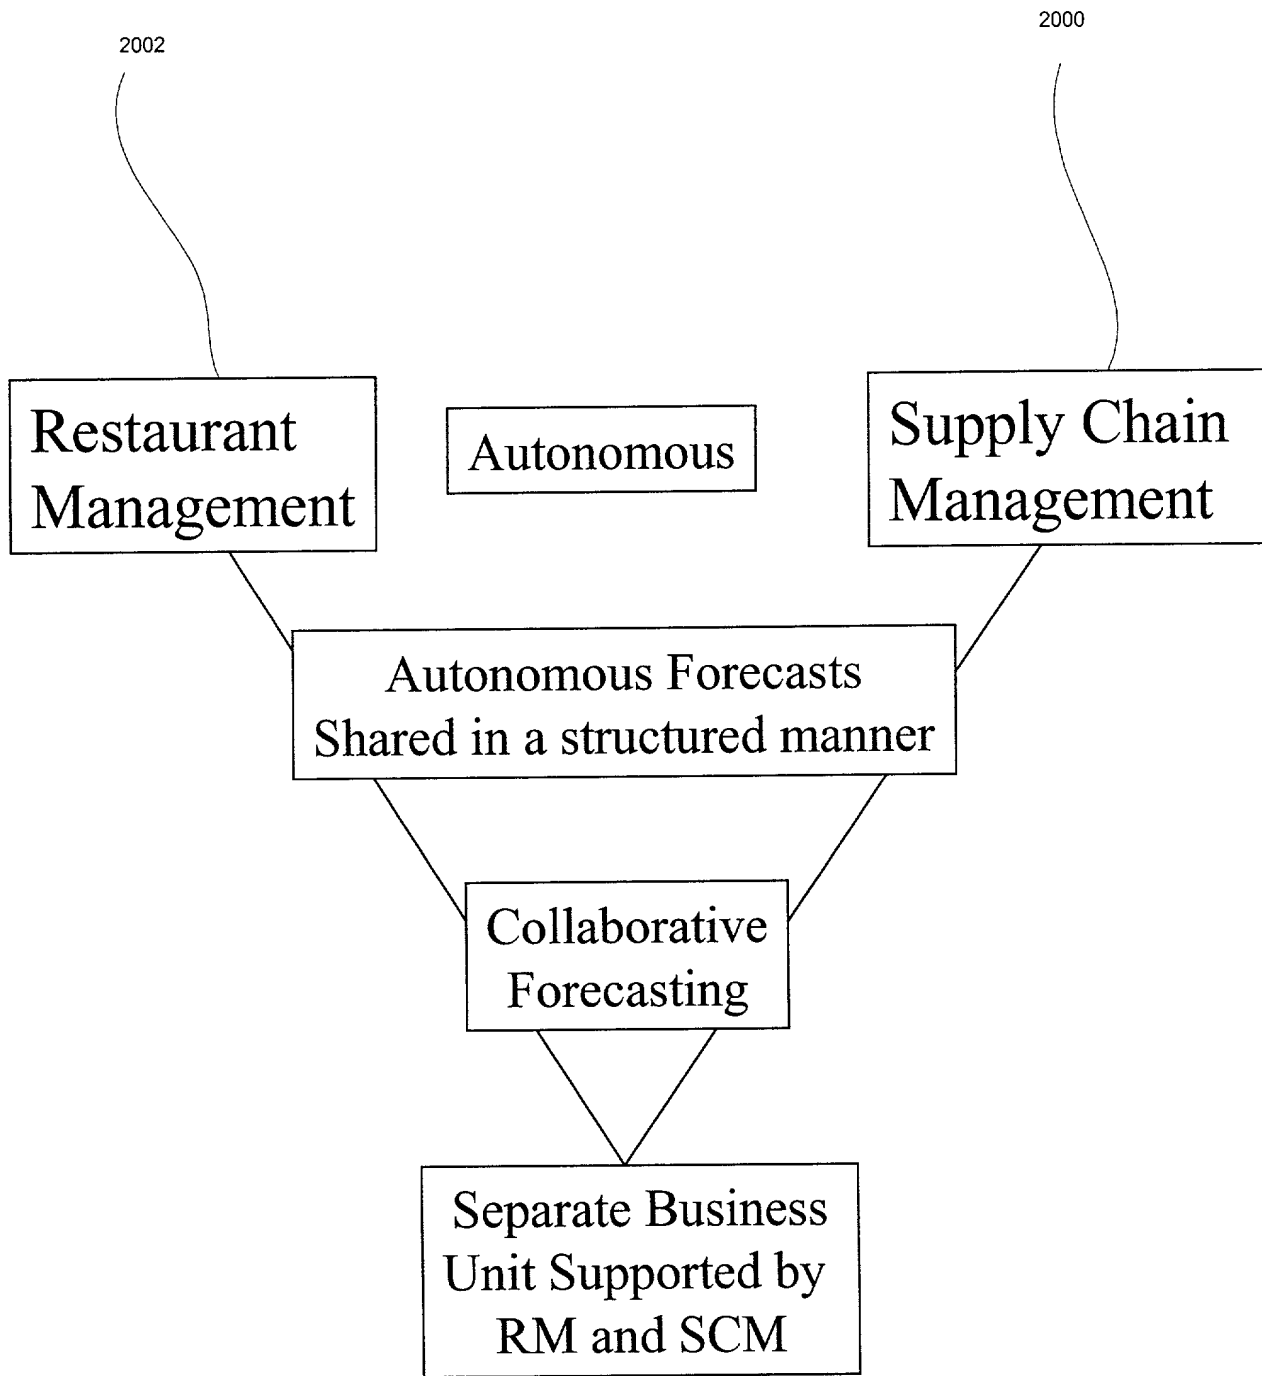 2002
2000
Restaurant
Management
Autonomous
Supply Chain
Management
Autonomous Forecasts
Shared in a structured manner
Collaborative
Forecasting
Separate Business
Unit Supported by
RM and SCM